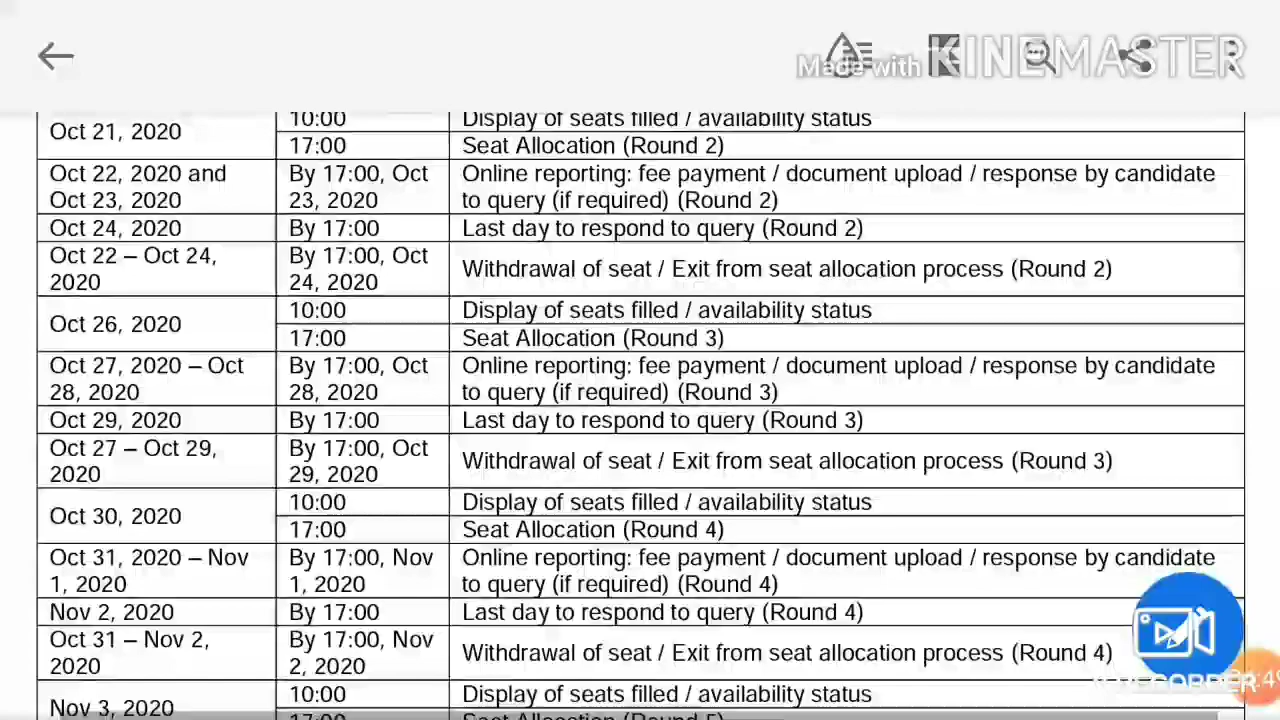 Made with KINEMASTER
Oct 21, 2020
10:00
Display of seats filled / availability status
17:00
Seat Allocation (Round 2)
Oct 22, 2020 and
Oct 23, 2020
By 17:00, Oct
23, 2020
Online reporting: fee payment / document upload / response by candidate
to query (if required) (Round 2)
Oct 24, 2020
By 17:00
Last day to respond to query (Round 2)
Oct 22 – Oct 24,
2020
By 17:00, Oct
24, 2020
Withdrawal of seat / Exit from seat allocation process (Round 2)
Oct 26, 2020
10:00
Display of seats filled / availability status
17:00
Seat Allocation (Round 3)
Oct 27, 2020 – Oct
28, 2020
By 17:00, Oct
28, 2020
Online reporting: fee payment / document upload / response by candidate
to query (if required) (Round 3)
Oct 29, 2020
By 17:00
Last day to respond to query (Round 3)
Oct 27 – Oct 29,
2020
By 17:00, Oct
29, 2020
Withdrawal of seat / Exit from seat allocation process (Round 3)
Oct 30, 2020
10:00
Display of seats filled / availability status
17:00
Seat Allocation (Round 4)
Oct 31, 2020 – Nov
1, 2020
By 17:00, Nov
1, 2020
Online reporting: fee payment / document upload / response by candidate
to query (if required) (Round 4)
Nov 2, 2020
By 17:00
Last day to respond to query (Round 4)
Oct 31 – Nov 2,
2020
By 17:00, Nov
2, 2020
Withdrawal of seat / Exit from seat allocation process (Round 4)
Nov 3, 2020
10:00
Display of seats filled / availability status
17:00
Seat Allocation (Round 5)